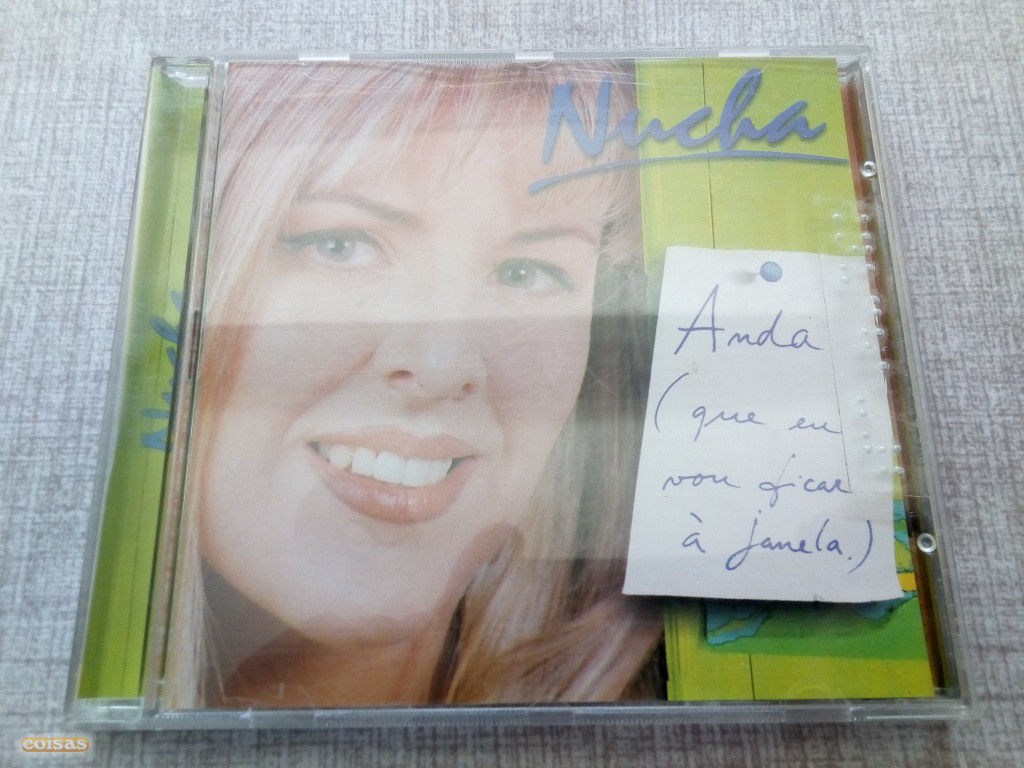 Nucha
Anda
(que eu
vou ficar
à janela.)
coisas